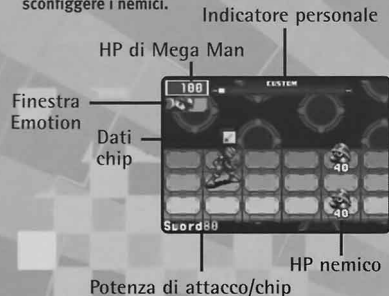 sconfiggere i nemici.
Indicatore personale
HP di Mega Man
100
CUSTOM
Finestra
Emotion
Dati
chip
40
40
Sword80
HP nemico
Potenza di attacco/chip